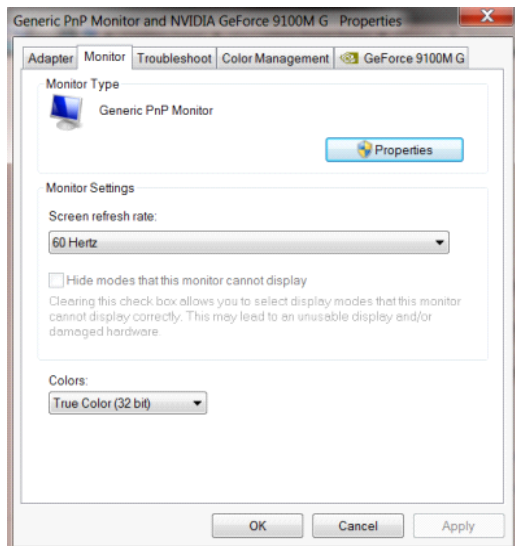 Generic PnP Monitor and NVIDIA GeForce 9100M G Properties
X
Adapter Monitor Troubleshoot Color Management GeForce 9100M G
Monitor Type
Generic PnP Monitor
Properties
Monitor Settings
Screen refresh rate:
60 Hertz
Hide modes that this monitor cannot display
Clearing this check box allows you to select display modes that this monitor
cannot display correctly. This may lead to an unusable display and/or
damaged hardware.
Colors:
True Color (32 bit)
OK Cancel Apply